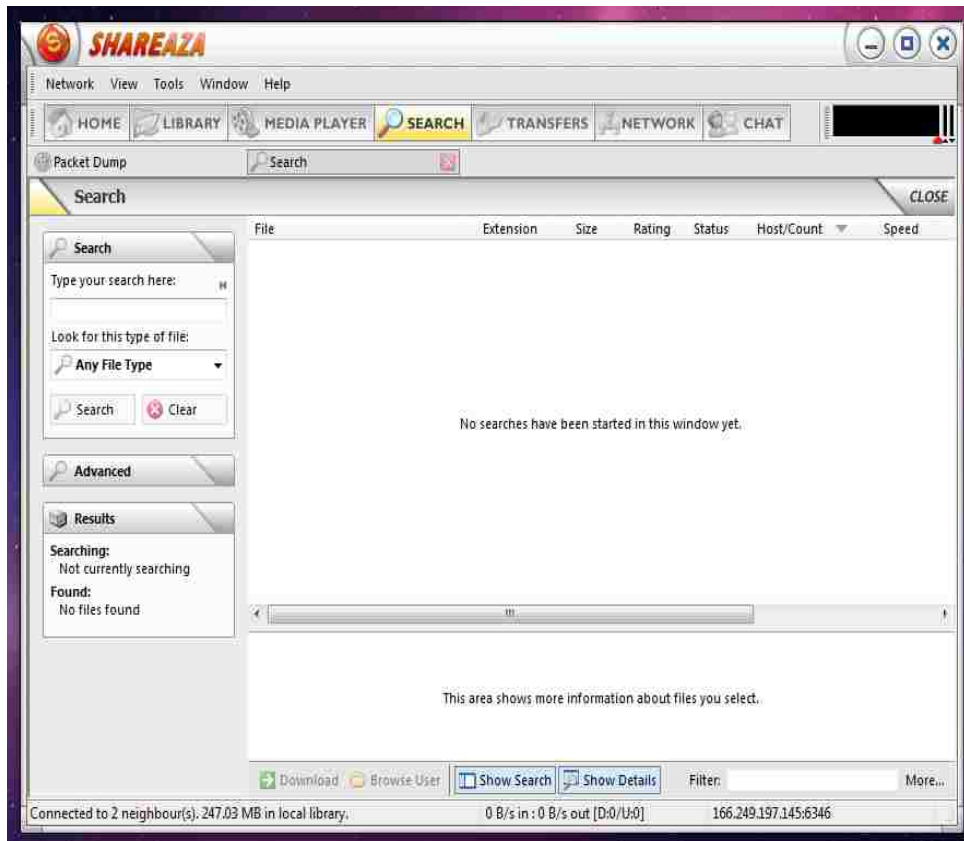 SHAREAZA
Network View Tools Window Help
HOME LIBRARY MEDIA PLAYER SEARCH TRANSFERS NETWORK CHAT
Packet Dump Search
Search CLOSE
File Extension Size Rating Status Host/Count Speed
Search
Type your search here:
Look for this type of file:
Any File Type
Search Clear
No searches have been started in this window yet.
Advanced
Results
Searching:
Not currently searching
Found:
No files found
This area shows more information about files you select.
Download Browse User Show Search Show Details Filter: More...
Connected to 2 neighbour(s). 247.03 MB in local library. 0 B/s in : 0 B/s out [D:0/U:0] 166.249.197.145:6346